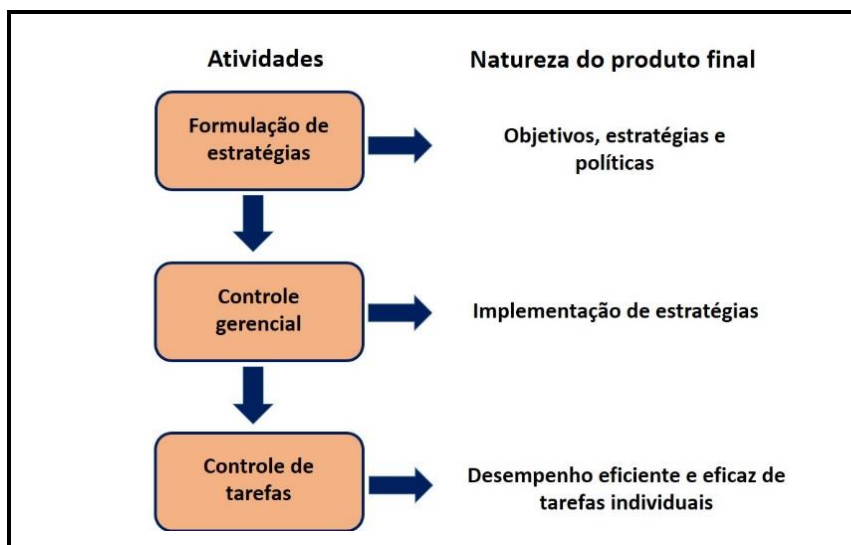 Atividades
Natureza do produto final
Formulação de
estratégias
Objetivos, estratégias e
políticas
Controle
gerencial
Implementação de estratégias
Controle de
tarefas
Desempenho eficiente e eficaz de
tarefas individuais